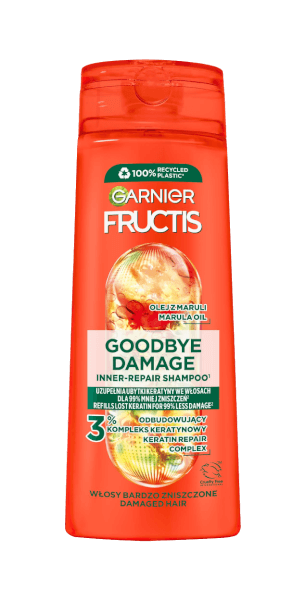 100% RECYCLED
PLASTIC*
GARNIER
FRUCTIS
OLEJ Z MARULI
MARULA OIL
GOODBYE
DAMAGE
INNER-REPAIR SHAMPOO¹
UZUPEŁNIA UBYTKI KERATYNY WE WŁOSACH
DLA 99% MNIEJ ZNISZCZEŃ²
REFILLS LOST KERATIN FOR 99% LESS DAMAGE²
3%
ODBUDOWUJĄCY
KOMPLEKS KERATYNOWY
KERATIN REPAIR
COMPLEX
Cruelty Free
WŁOSY BARDZO ZNISZCZONE
DAMAGED HAIR